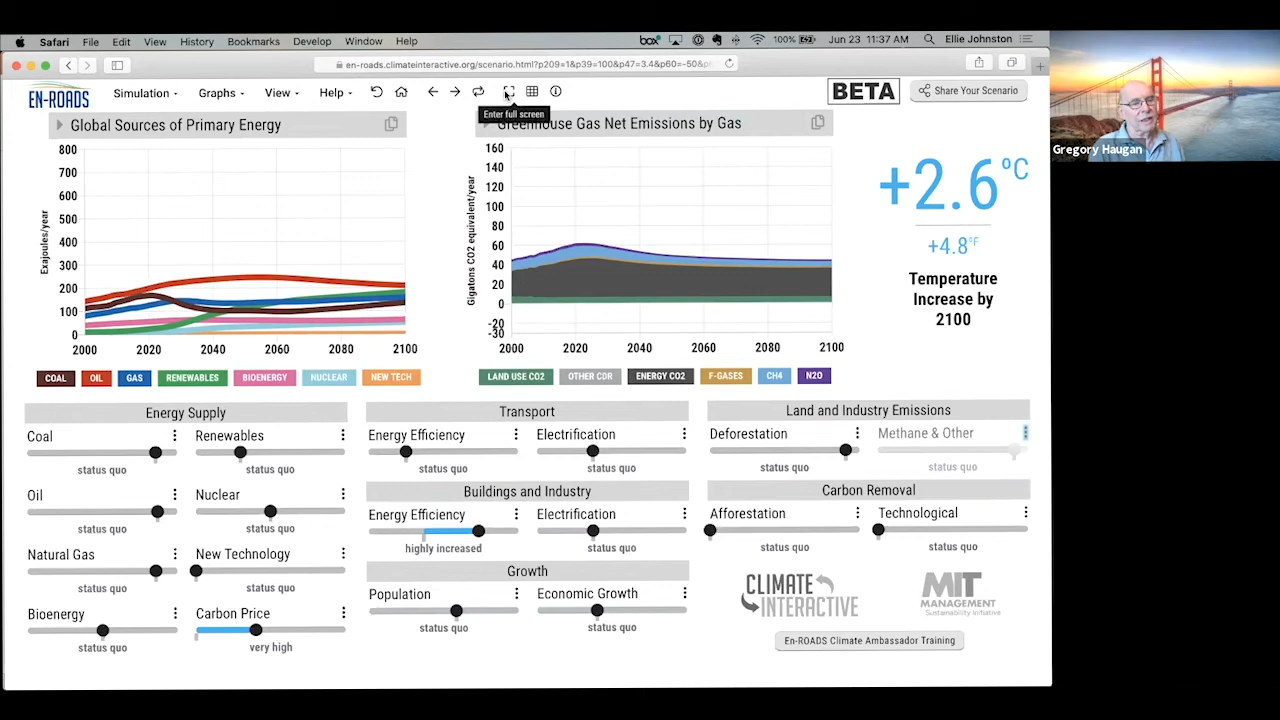 Safari File Edit View History Bookmarks Develop Window Help box 100% Jun 23 11:37 AM Ellie Johnston
en-roads.climateinteractive.org/scenario.html?p209=1&p39=100&p47=3.4&p60=-50&p
EN-ROADS Simulation Graphs View Help BETA Share Your Scenario
Enter full screen
Gregory Haugan
Global Sources of Primary Energy
Exajoules/year
800
700
600
500
400
300
200
100
0
2000 2020 2040 2060 2080 2100
COAL OIL GAS RENEWABLES BIOENERGY NUCLEAR NEW TECH
Greenhouse Gas Net Emissions by Gas
Gigatons CO2 equivalent/year
160
140
120
100
80
60
40
20
0
-20
-30
2000 2020 2040 2060 2080 2100
LAND USE CO2 OTHER CDR ENERGY CO2 F-GASES CH4 N2O
+2.6°C
+4.8°F
Temperature
Increase by
2100
Energy Supply
Coal Renewables
status quo status quo
Oil Nuclear
status quo status quo
Natural Gas New Technology
status quo status quo
Bioenergy Carbon Price
status quo very high
Transport
Energy Efficiency Electrification
status quo status quo
Buildings and Industry
Energy Efficiency Electrification
highly increased status quo
Growth
Population Economic Growth
status quo status quo
Land and Industry Emissions
Deforestation Methane & Other
status quo status quo
Carbon Removal
Afforestation Technological
status quo status quo
CLIMATE
INTERACTIVE
MIT
MANAGEMENT
Sustainability Initiative
En-ROADS Climate Ambassador Training